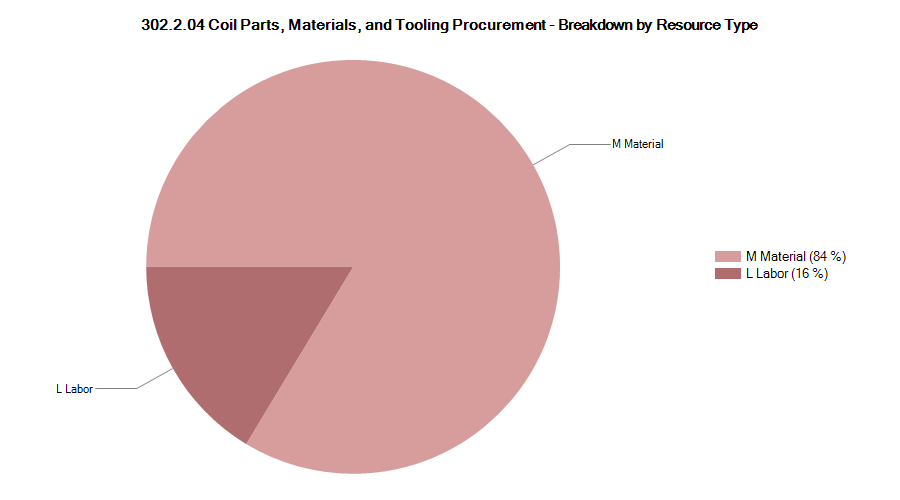 302.2.04 Coil Parts, Materials, and Tooling Procurement - Breakdown by Resource Type
M Material
M Material (84 %)
L Labor (16 %)
L Labor